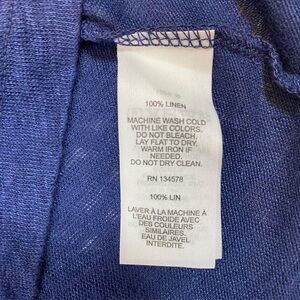 100% LINEN
MACHINE WASH COLD
WITH LIKE COLORS.
DO NOT BLEACH.
LAY FLAT TO DRY.
WARM IRON IF
NEEDED.
DO NOT DRY CLEAN.
RN 134578
100% LIN
LAVER À LA MACHINE À
L'EAU FROIDE AVEC
DES COULEURS
SIMILAIRES.
EAU DE JAVEL
INTERDITE.